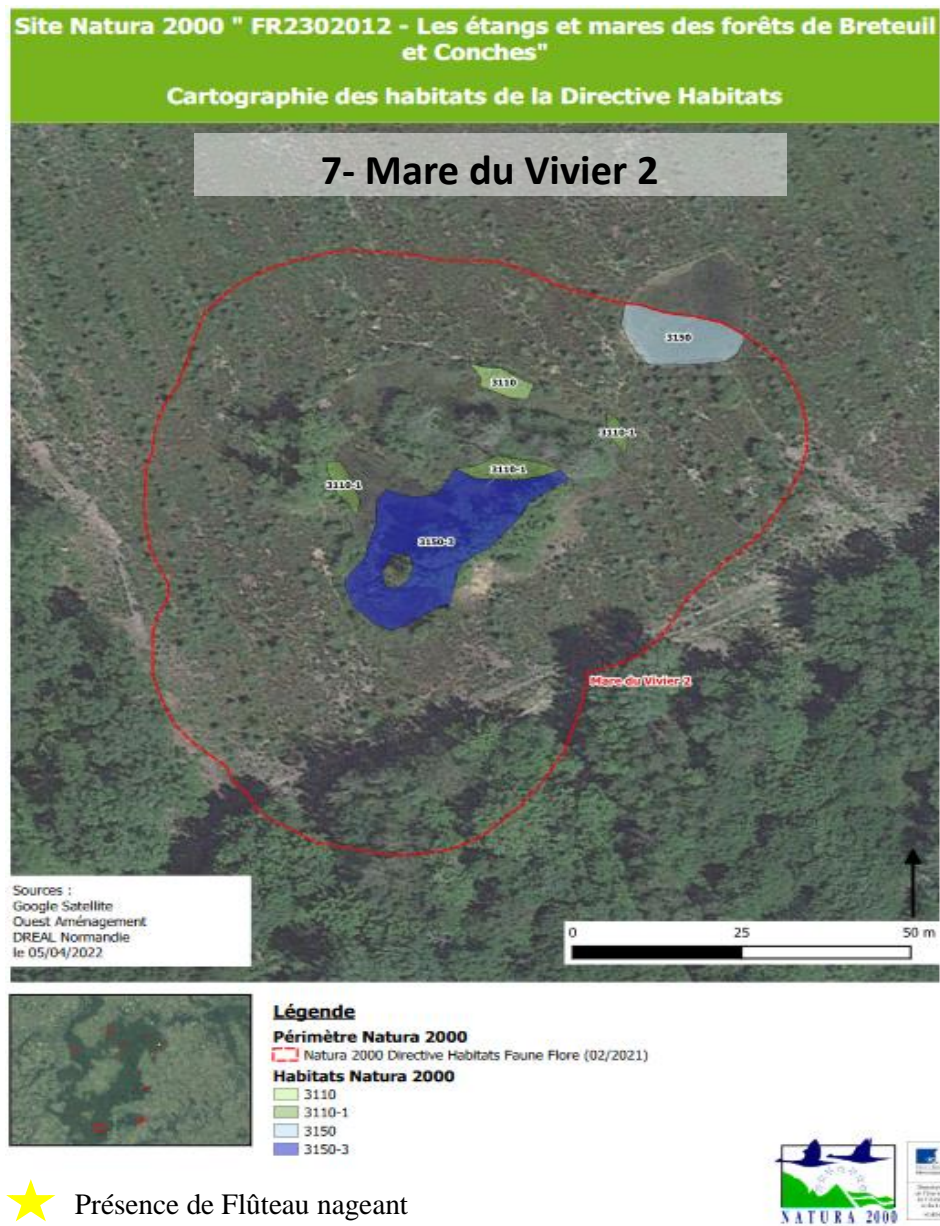 Site Natura 2000 " FR2302012 - Les étangs et mares des forêts de Breteuil
et Conches"
Cartographie des habitats de la Directive Habitats
7- Mare du Vivier 2
3150
3110
3110-1
3110-1
3110-1
3150-3
Mare du Vivier 2
Sources :
Google Satellite
Ouest Aménagement
DREAL Normandie
le 05/04/2022
0 25 50 m
Légende
Périmètre Natura 2000
Natura 2000 Directive Habitats Faune Flore (02/2021)
Habitats Natura 2000
3110
3110-1
3150
3150-3
NATURA 2000
Présence de Flûteau nageant